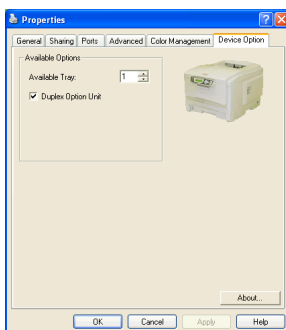 Properties
General Sharing Ports Advanced Color Management Device Option
Available Options
Available Tray: 1
Duplex Option Unit
About...
OK Cancel Apply Help